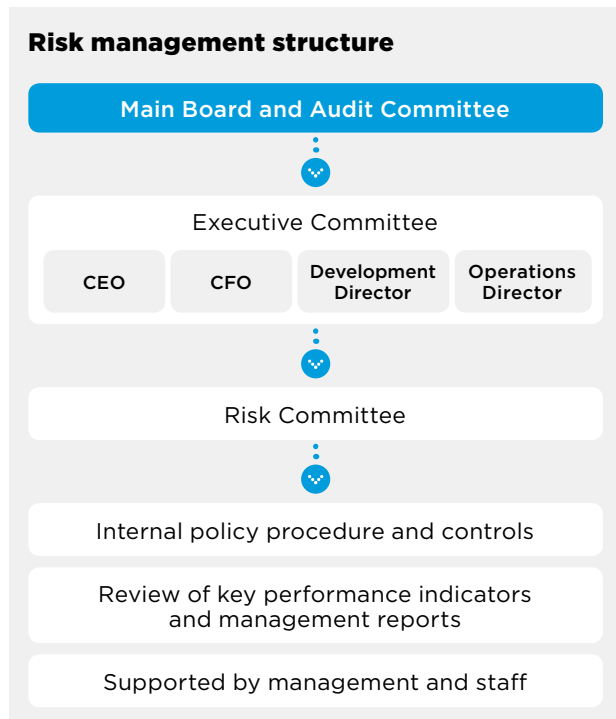 Risk management structure
Main Board and Audit Committee
Executive Committee
CEO
CFO
Development
Director
Operations
Director
Risk Committee
Internal policy procedure and controls
Review of key performance indicators
and management reports
Supported by management and staff